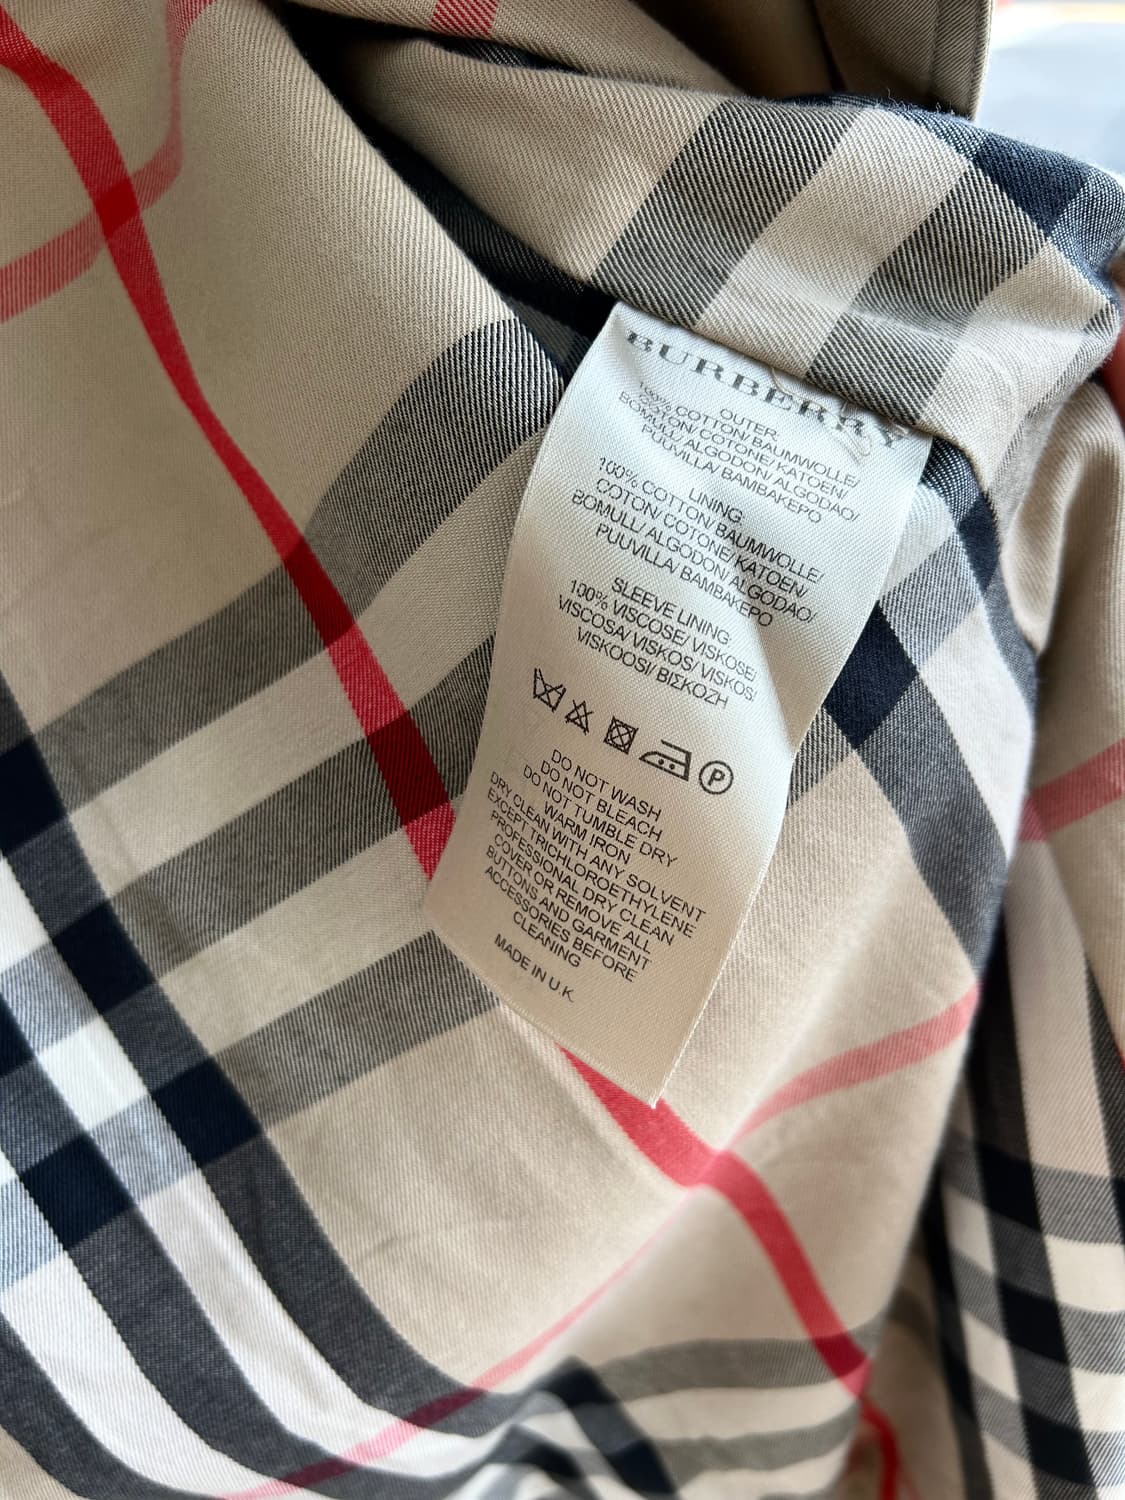 BURBERRY
OUTER
100% COTTON/ BAUMWOLLE/
COTON/ COTONE/ KATOEN/
BOMULL/ ALGODON/ ALGODAO/
PUUVILLA/ BAMBAKEPO
LINING:
100% COTTON/ BAUMWOLLE/
COTON/ COTONE/ KATOEN/
BOMULL/ ALGODON/ ALGODAO/
PUUVILLA/ BAMBAKEPO
SLEEVE LINING:
100% VISCOSE/ VISKOSE/
VISCOSA/ VISKOS/ VISKOS/
VISKOOSI/ ΒΙΣΚΟΖΗ
P
DO NOT WASH
DO NOT BLEACH
DO NOT TUMBLE DRY
WARM IRON
DRY CLEAN WITH ANY SOLVENT
EXCEPT TRICHLOROETHYLENE
PROFESSIONAL DRY CLEAN
COVER OR REMOVE ALL
BUTTONS AND GARMENT
ACCESSORIES BEFORE
CLEANING
MADE IN U.K.